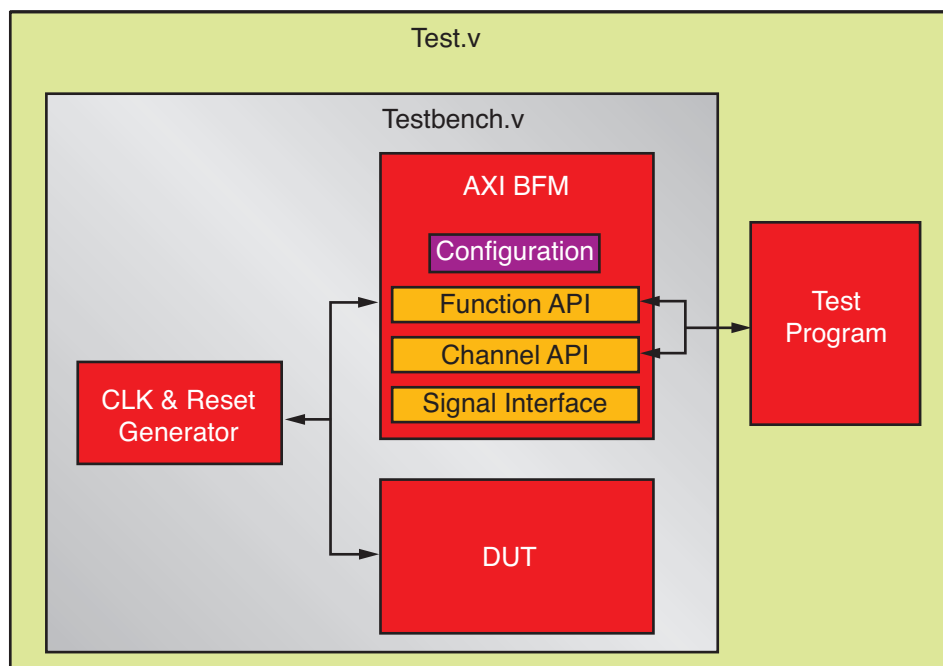 Test.v
Testbench.v
AXI BFM
Configuration
Function API
Channel API
Signal Interface
Test
Program
CLK & Reset
Generator
DUT